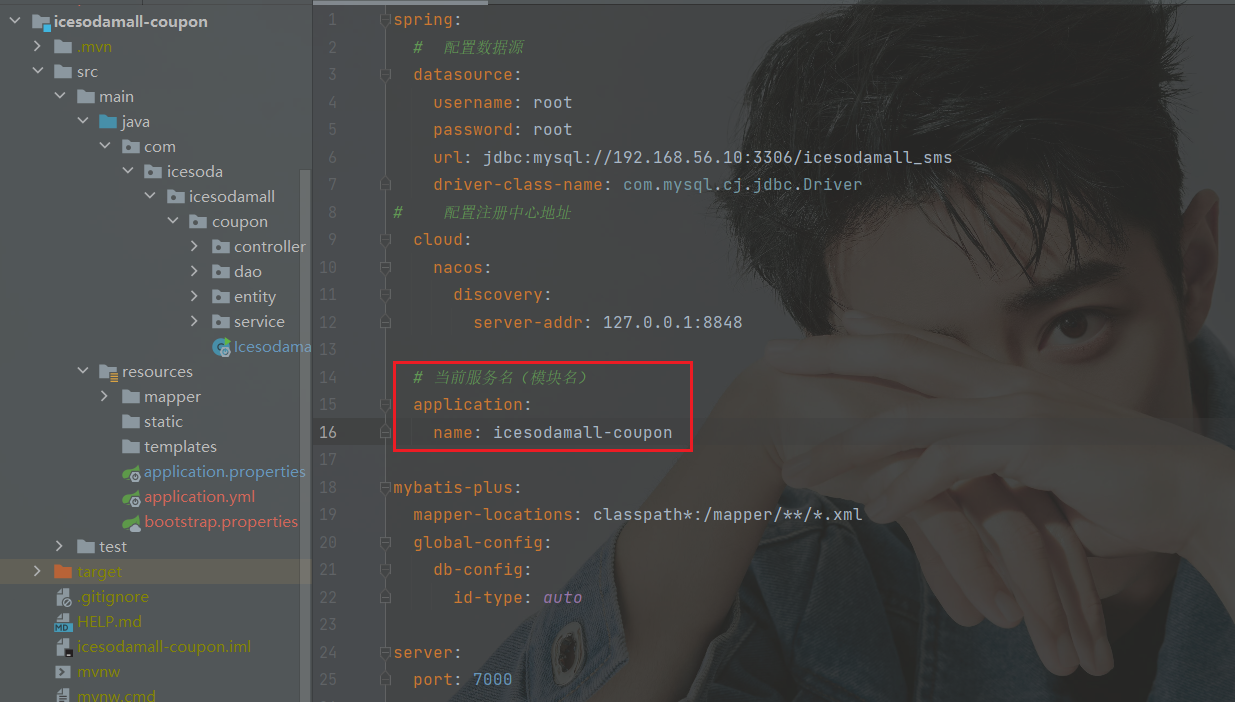 icesodamall-coupon
.mvn
src
main
java
com
icesoda
icesodamall
coupon
controller
dao
entity
service
Icesodama
resources
mapper
static
templates
application.properties
application.yml
bootstrap.properties
test
target
.gitignore
HELP.md
icesodamall-coupon.iml
mvnw
mvnw.cmd
1 spring:
2 # 配置数据源
3 datasource:
4 username: root
5 password: root
6 url: jdbc:mysql://192.168.56.10:3306/icesodamall_sms
7 driver-class-name: com.mysql.cj.jdbc.Driver
8 # 配置注册中心地址
9 cloud:
10 nacos:
11 discovery:
12 server-addr: 127.0.0.1:8848
13
14 # 当前服务名（模块名）
15 application:
16 name: icesodamall-coupon
17
18 mybatis-plus:
19 mapper-locations: classpath*:/mapper/**/*.xml
20 global-config:
21 db-config:
22 id-type: auto
23
24 server:
25 port: 7000